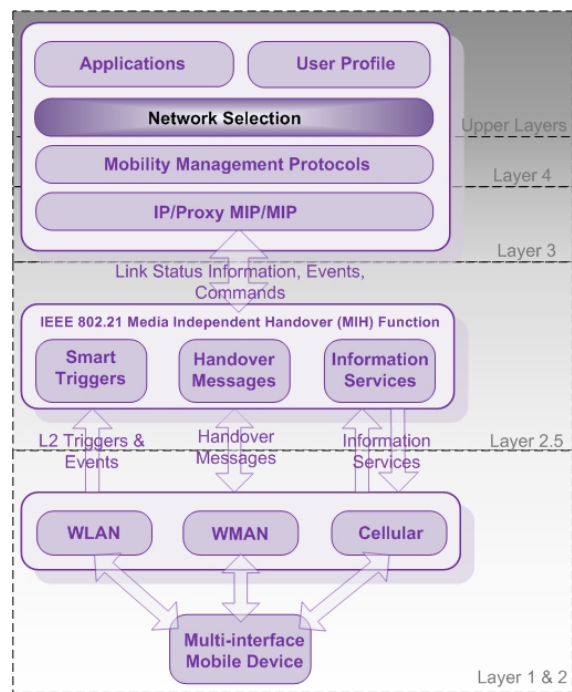 Applications
User Profile
Network Selection
Upper Layers
Mobility Management Protocols
Layer 4
IP/Proxy MIP/MIP
Layer 3
Link Status Information, Events,
Commands
IEEE 802.21 Media Independent Handover (MIH) Function
Smart
Triggers
Handover
Messages
Information
Services
L2 Triggers &
Events
Handover
Messages
Information
Services
Layer 2.5
WLAN
WMAN
Cellular
Multi-interface
Mobile Device
Layer 1 & 2